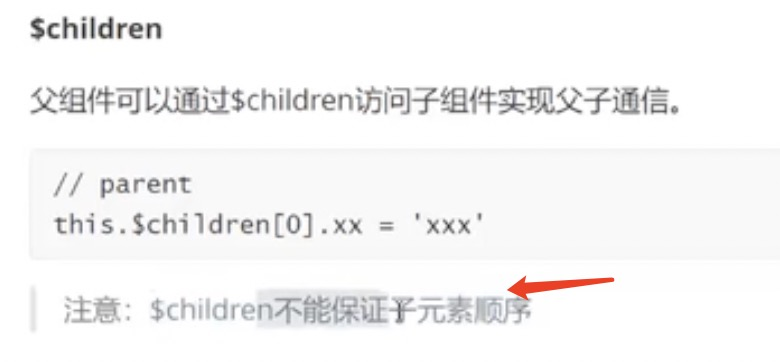 $children
父组件可以通过$children访问子组件实现父子通信。
// parent
this.$children[0].xx = 'xxx'
注意：$children不能保证子元素顺序